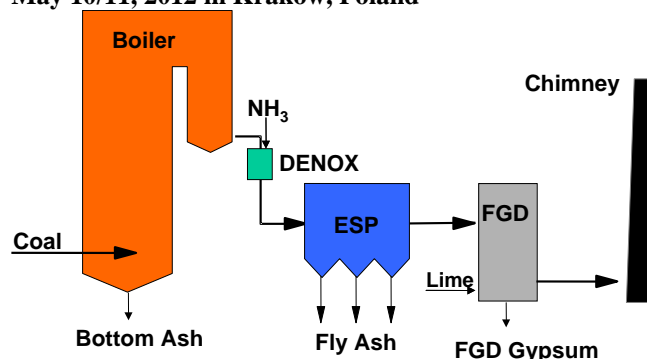 May 10/11, 2012 in Krakow, Poland
Boiler
Chimney
NH3
DENOX
ESP
FGD
Coal
Lime
Bottom Ash
Fly Ash
FGD Gypsum